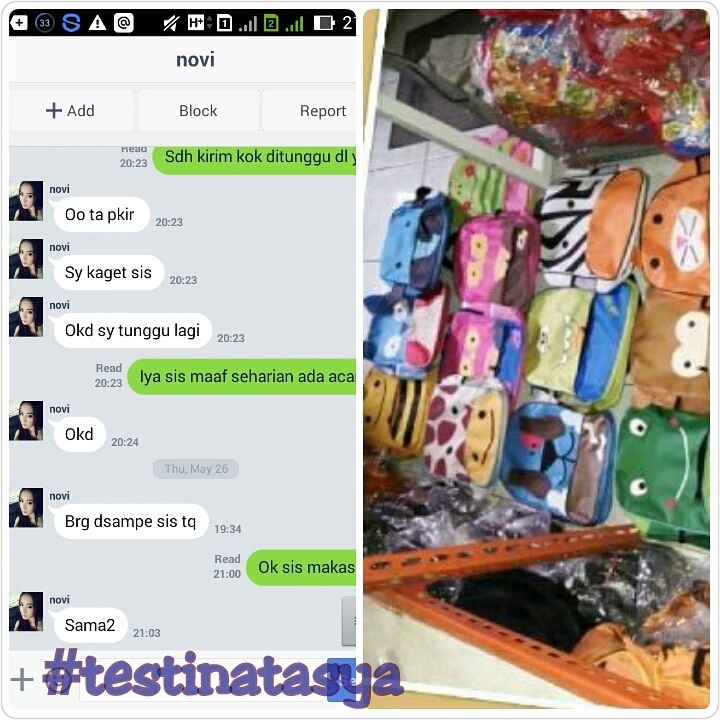 33
H+
1
2
2
novi
+ Add
Block
Report
Read
20:23
Sdh kirim kok ditunggu dl y
novi
Oo ta pkir
20:23
novi
Sy kaget sis
20:23
novi
Okd sy tunggu lagi
20:23
Read
20:23
Iya sis maaf seharian ada aca
novi
Okd
20:24
Thu, May 26
novi
Brg dsampe sis tq
19:34
Read
21:00
Ok sis makas
novi
Sama2
21:03
#testinatasya